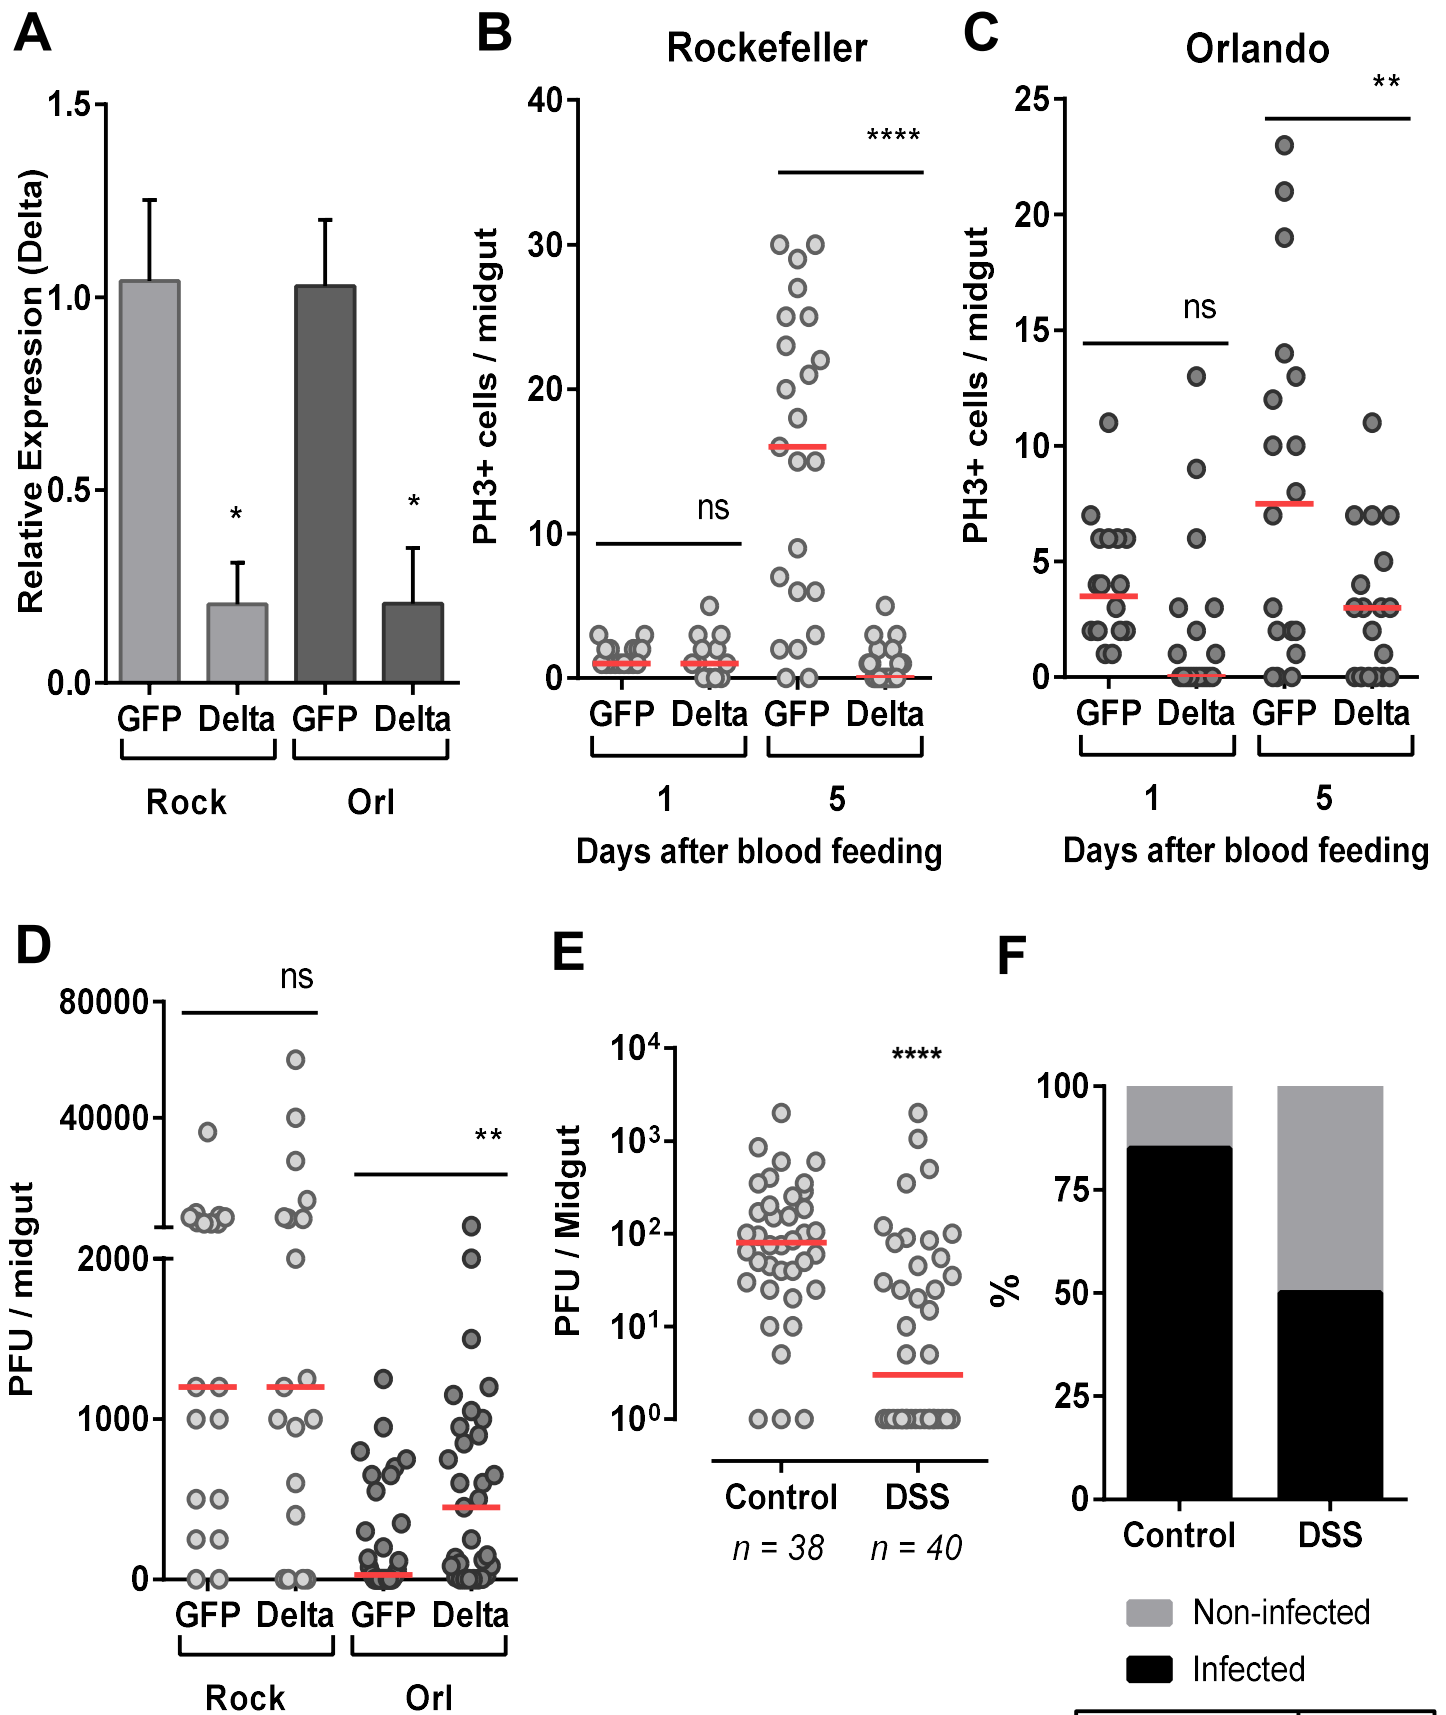 A
Relative Expression (Delta)
1.5
1.0
0.5
0.0
*
*
GFP Delta GFP Delta
Rock Orl
B
Rockefeller
PH3+ cells / midgut
40
30
20
10
0
ns
****
GFP Delta GFP Delta
1 5
Days after blood feeding
C
Orlando
PH3+ cells / midgut
25
20
15
10
5
0
ns
**
GFP Delta GFP Delta
1 5
Days after blood feeding
D
PFU / midgut
80000
40000
2000
1000
0
ns
**
GFP Delta GFP Delta
Rock Orl
E
PFU / Midgut
10⁴
10³
10²
10¹
10⁰
****
Control DSS
n = 38 n = 40
F
%
100
75
50
25
0
Control DSS
Non-infected
Infected